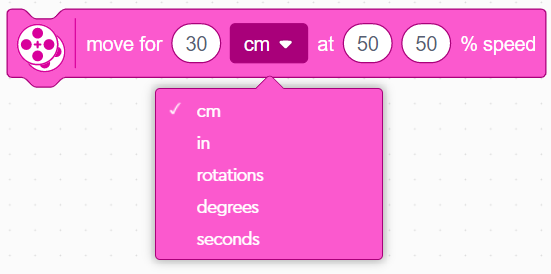 move for 30 cm at 50 50 % speed
cm
in
rotations
degrees
seconds